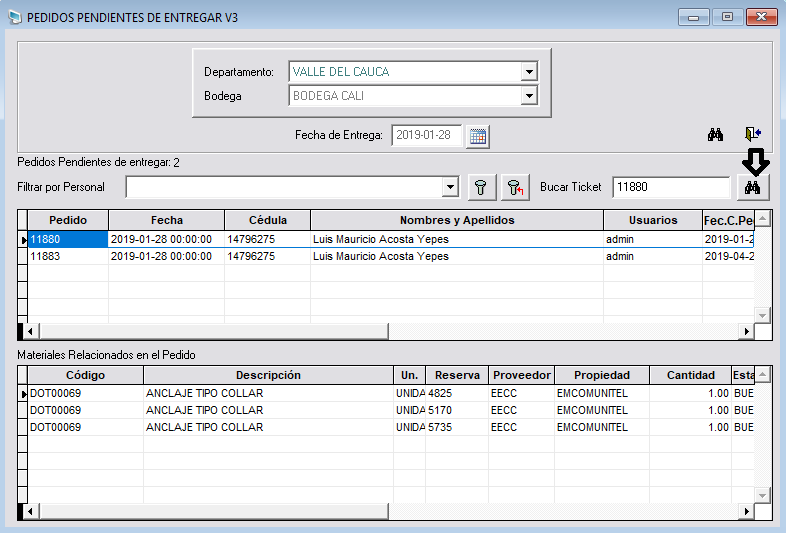 PEDIDOS PENDIENTES DE ENTREGAR V3
Departamento: VALLE DEL CAUCA
Bodega BODEGA CALI
Fecha de Entrega: 2019-01-28
Pedidos Pendientes de entregar: 2
Filtrar por Personal Bucar Ticket 11880
Pedido Fecha Cédula Nombres y Apellidos Usuarios Fec.C.Pe
11880 2019-01-28 00:00:00 14796275 Luis Mauricio Acosta Yepes admin 2019-01-2
11883 2019-01-28 00:00:00 14796275 Luis Mauricio Acosta Yepes admin 2019-04-2
Materiales Relacionados en el Pedido
Código Descripción Un. Reserva Proveedor Propiedad Cantidad Esta
DOT00069 ANCLAJE TIPO COLLAR UNIDA 4825 EECC EMCOMUNITEL 1.00 BUE
DOT00069 ANCLAJE TIPO COLLAR UNIDA 5170 EECC EMCOMUNITEL 1.00 BUE
DOT00069 ANCLAJE TIPO COLLAR UNIDA 5735 EECC EMCOMUNITEL 1.00 BUE